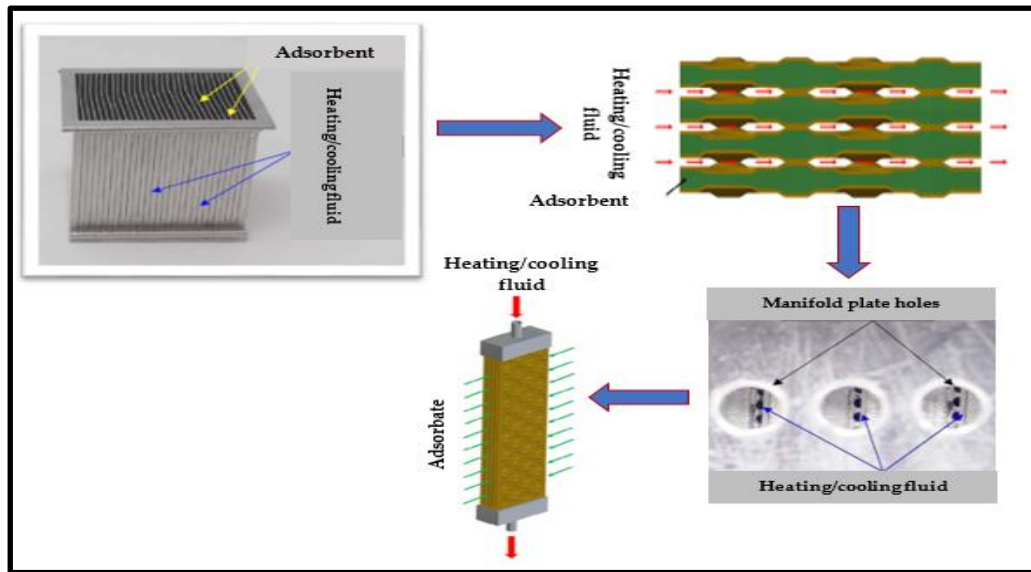 Adsorbent
Heating/cooling fluid
Heating/cooling
fluid
Adsorbent
Manifold plate holes
Heating/cooling fluid
Heating/cooling
fluid
Adsorbate